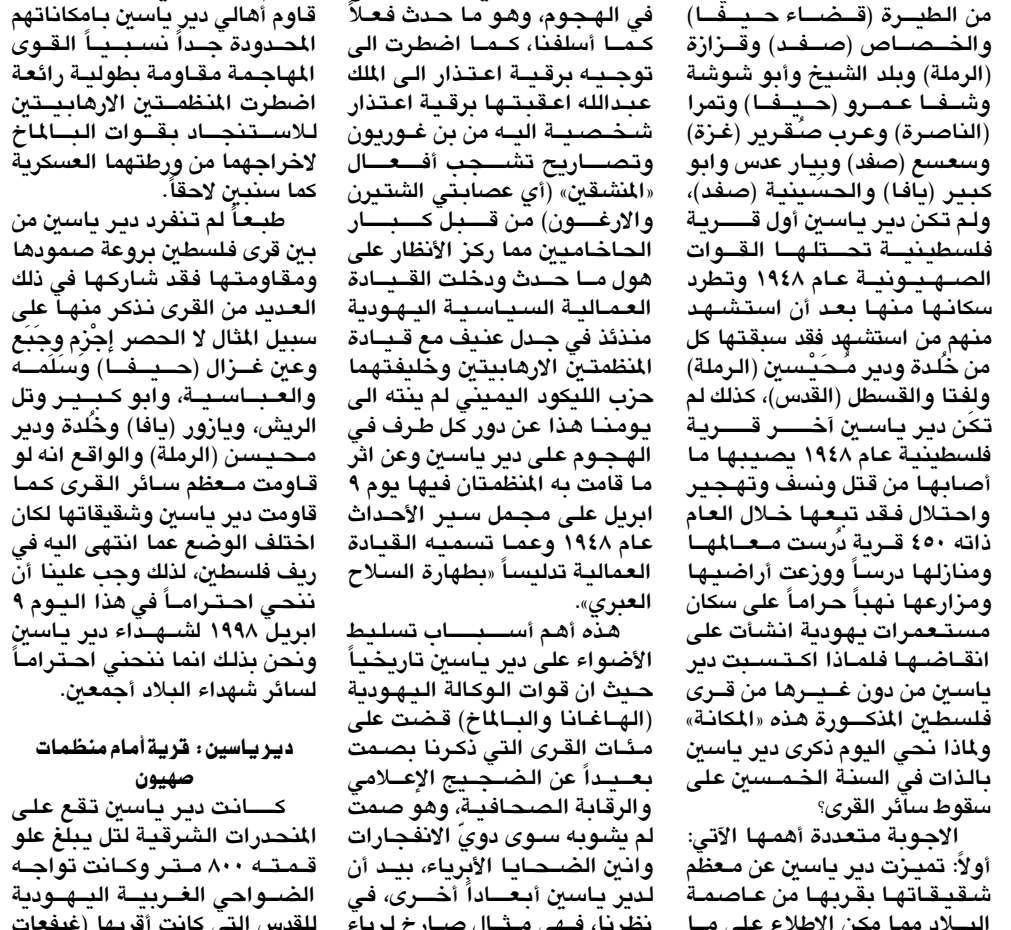 من الطيرة (قضاء حيفا)
والخصاص (صفد) وقزازة
(الرملة) وبلد الشيخ وأبو شوشة
وشفا عمرو (حيفا) وتمرا
(الناصرة) وعرب صُقرير (غزة)
وسعسع (صفد) وبيار عدس وابو
كبير (يافا) والحسَينية (صفد)،
ولم تكن دير ياسين أول قرية
فلسطينية تحتلها القوات
الصهيونية عام ١٩٤٨ وتطرد
سكانها منها بعد أن استشهد
منهم من استشهد فقد سبقتها كل
من خُلدة ودير مُحَيْسين (الرملة)
ولفتا والقسطل (القدس)، كذلك لم
تكن دير ياسين آخر قرية
فلسطينية عام ١٩٤٨ يصيبها ما
أصابها من قتل ونسف وتهجير
واحتلال فقد تبعها خلال العام
ذاته ٤٥٠ قرية دُرست معالمها
ومنازلها درساً ووزعت أراضيها
ومزارعها نهباً حراماً على سكان
مستعمرات يهودية انشأت على
انقاضها فلماذا اكتسبت دير
ياسين من دون غيرها من قرى
فلسطين المذكورة هذه «المكانة»
ولماذا نحي اليوم ذكرى دير ياسين
بالذات في السنة الخمسين على
سقوط سائر القرى؟
الاجوبة متعددة أهمها الآتي:
أولاً: تميزت دير ياسين عن معظم
شقيقاتها بقربها من عاصمة
البلاد مما مكن الاطلاع على ما
في الهجوم، وهو ما حدث فعلاً
كما أسلفنا، كما اضطرت الى
توجيه برقية اعتذار الى الملك
عبدالله اعقبتها برقية اعتذار
شخصية اليه من بن غوريون
وتصاريح تشجب أفعال
«المنشقين» (أي عصابتي الشتيرن
والارغون) من قبل كبار
الحاخاميين مما ركز الأنظار على
هول ما حدث ودخلت القيادة
العمالية السياسية اليهودية
منذئذ في جدل عنيف مع قيادة
المنظمتين الارهابيتين وخليفتهما
حزب الليكود اليميني لم ينته الى
يومنا هذا عن دور كل طرف في
الهجوم على دير ياسين وعن اثر
ما قامت به المنظمتان فيها يوم ٩
ابريل على مجمل سير الأحداث
عام ١٩٤٨ وعما تسميه القيادة
العمالية تدليساً «بطهارة السلاح
العبري».
هذه أهم أسباب تسليط
الأضواء على دير ياسين تاريخياً
حيث ان قوات الوكالة اليهودية
(الهاغانا والبالماخ) قضت على
مئات القرى التي ذكرنا بصمت
بعيداً عن الضجيج الإعلامي
والرقابة الصحافية، وهو صمت
لم يشوبه سوى دويّ الانفجارات
وانين الضحايا الأبرياء، بيد أن
لدير ياسين أبعاداً أخرى، في
نظرنا، فهي مثال صارخ لرياء
قاوم أهالي دير ياسين بامكاناتهم
المحدودة جداً نسبياً القوى
المهاجمة مقاومة بطولية رائعة
اضطرت المنظمتين الارهابيتين
للاستنجاد بقوات البالماخ
لاخراجهما من ورطتهما العسكرية
كما سنبين لاحقاً.
طبعاً لم تنفرد دير ياسين من
بين قرى فلسطين بروعة صمودها
ومقاومتها فقد شاركها في ذلك
العديد من القرى نذكر منها على
سبيل المثال لا الحصر إجْزم وجَبَع
وعين غزال (حيفا) وسَلَمه
والعباسية، وابو كبير وتل
الريش، ويازور (يافا) وخُلدة ودير
محيسن (الرملة) والواقع انه لو
قاومت معظم سائر القرى كما
قاومت دير ياسين وشقيقاتها لكان
اختلف الوضع عما انتهى اليه في
ريف فلسطين، لذلك وجب علينا أن
ننحي احتراماً في هذا اليوم ٩
ابريل ١٩٩٨ لشهداء دير ياسين
ونحن بذلك انما ننحني احتراماً
لسائر شهداء البلاد أجمعين.
دير ياسين: قرية أمام منظمات
صهيون
كانت دير ياسين تقع على
المنحدرات الشرقية لتل يبلغ علو
قمته ٨٠٠ متر وكانت تواجه
الضواحي الغربية اليهودية
للقدس التي كانت أقربها (غيفعات